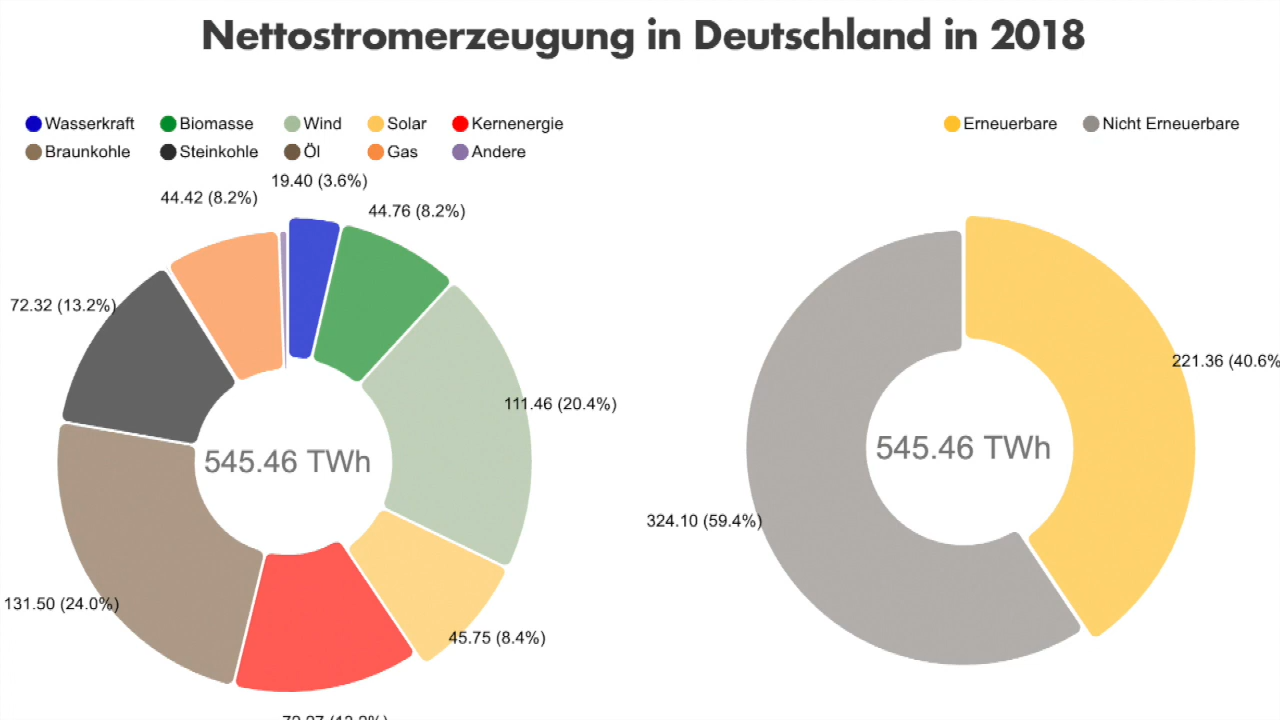 Nettostromerzeugung in Deutschland in 2018
Wasserkraft Biomasse Wind Solar Kernenergie
Braunkohle Steinkohle Öl Gas Andere
Erneuerbare Nicht Erneuerbare
19.40 (3.6%)
44.42 (8.2%)
44.76 (8.2%)
72.32 (13.2%)
111.46 (20.4%)
545.46 TWh
131.50 (24.0%)
45.75 (8.4%)
221.36 (40.6%
545.46 TWh
324.10 (59.4%)